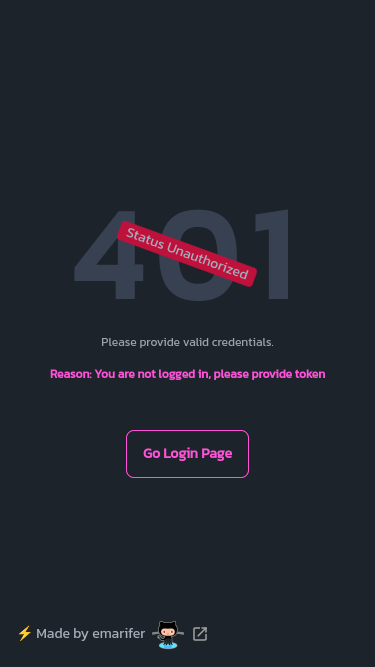 401
Status Unauthorized
Please provide valid credentials.
Reason: You are not logged in, please provide token
Go Login Page
⚡ Made by emarifer